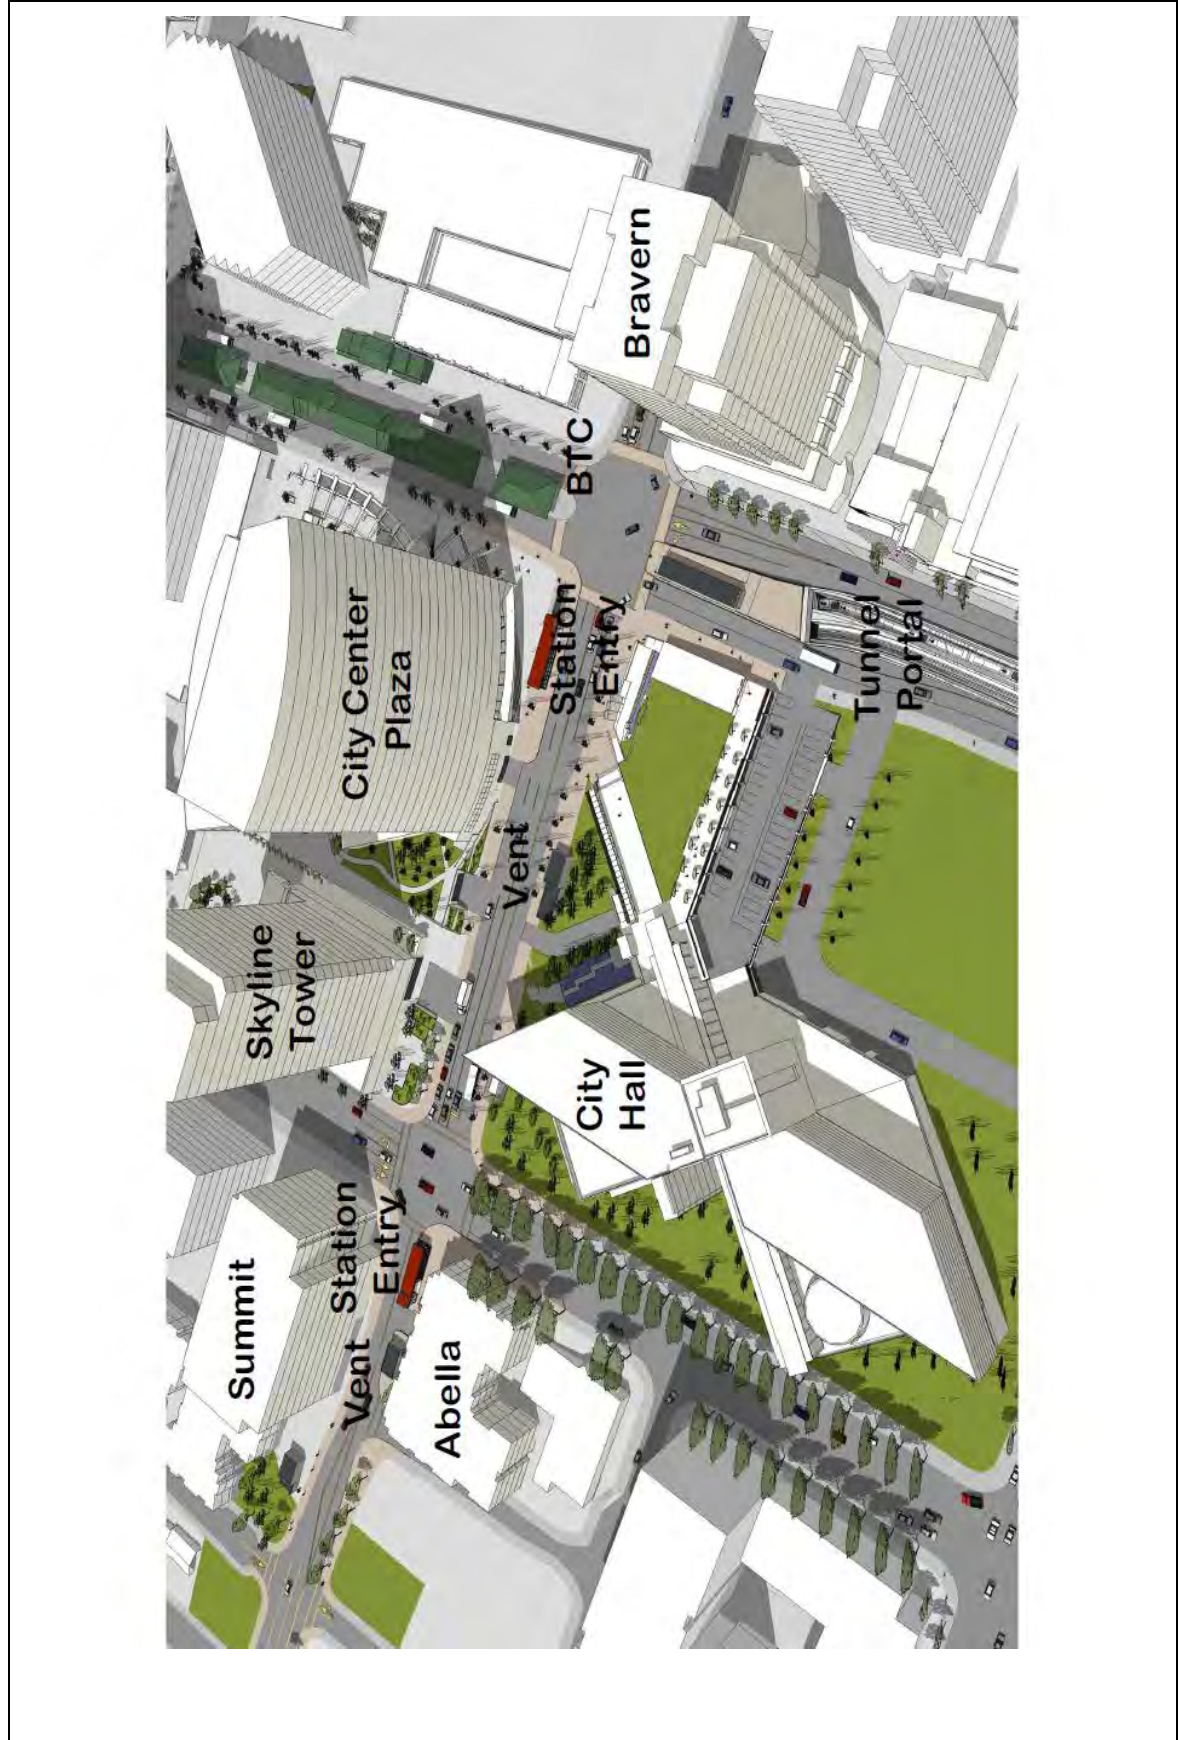 Bravern
BTC
City Center
Plaza
Station
Entry
Tunnel
Portal
Vent
Skyline
Tower
City
Hall
Station
Entry
Summit
Vent
Abella